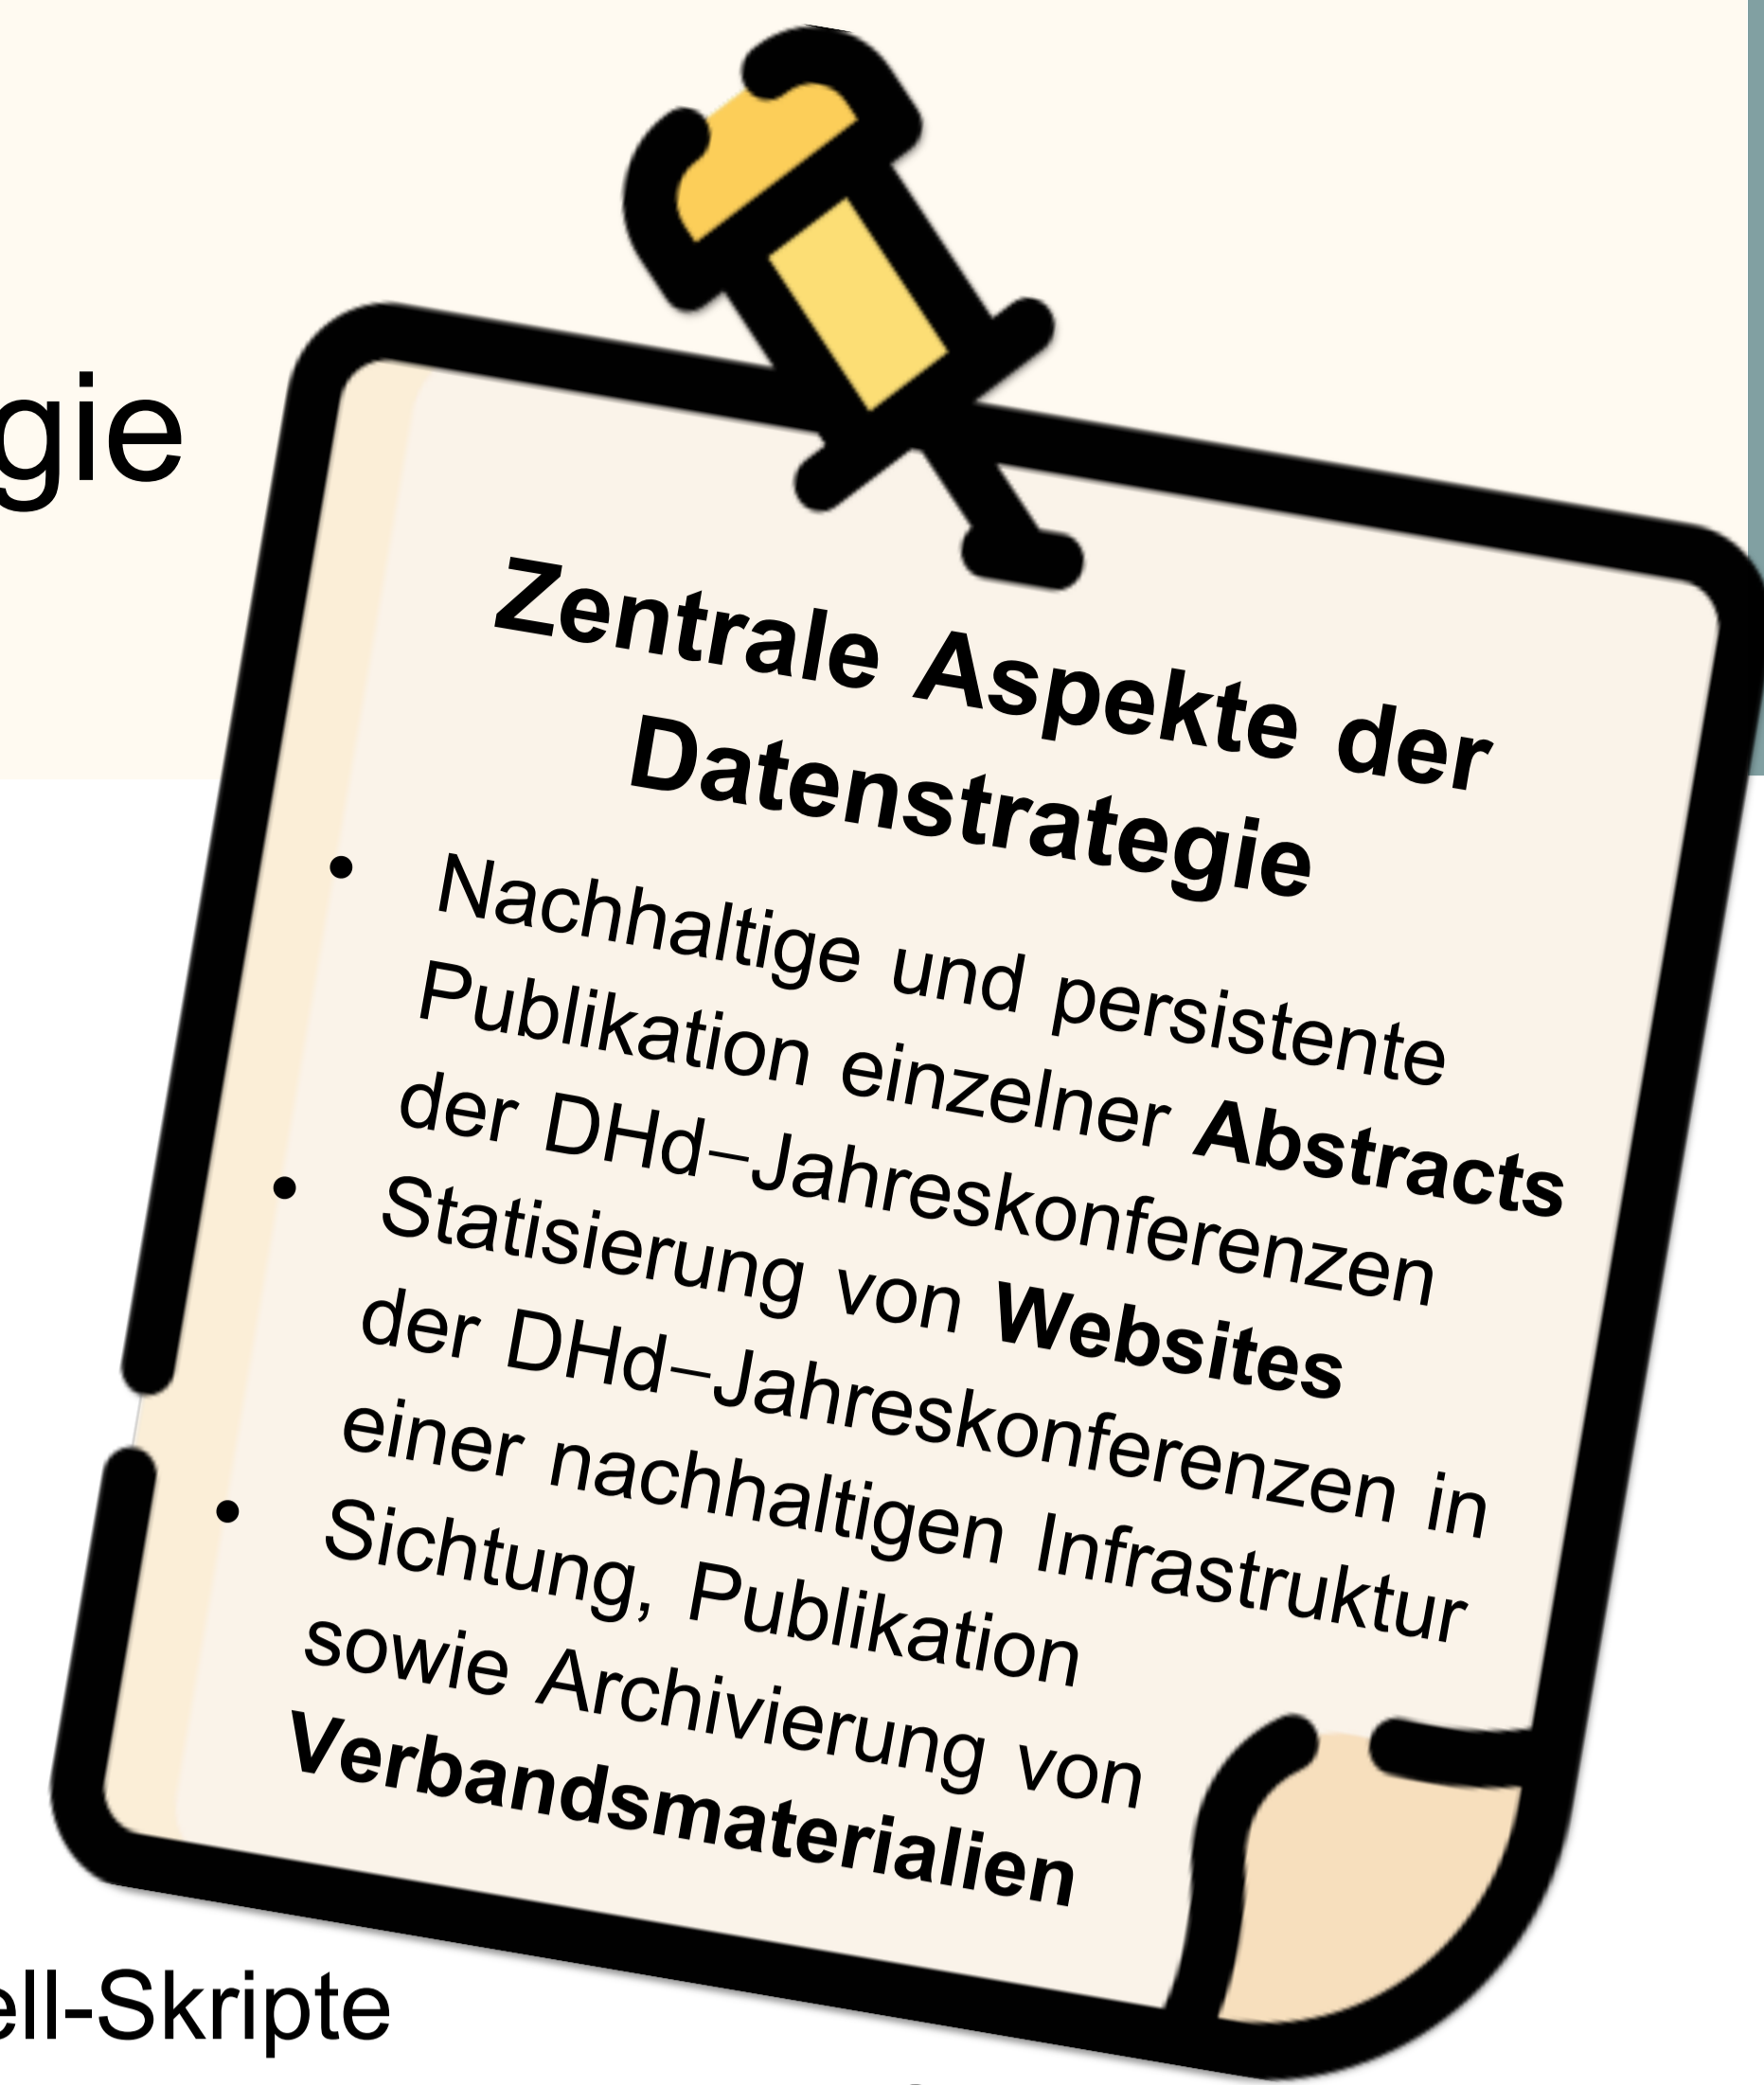 gie
Zentrale Aspekte der
Datenstrategie
• Nachhaltige und persistente
Publikation einzelner Abstracts
der DHd–Jahreskonferenzen
• Statisierung von Websites
der DHd–Jahreskonferenzen in
einer nachhaltigen Infrastruktur
• Sichtung, Publikation
sowie Archivierung von
Verbandsmaterialien
ell-Skripte